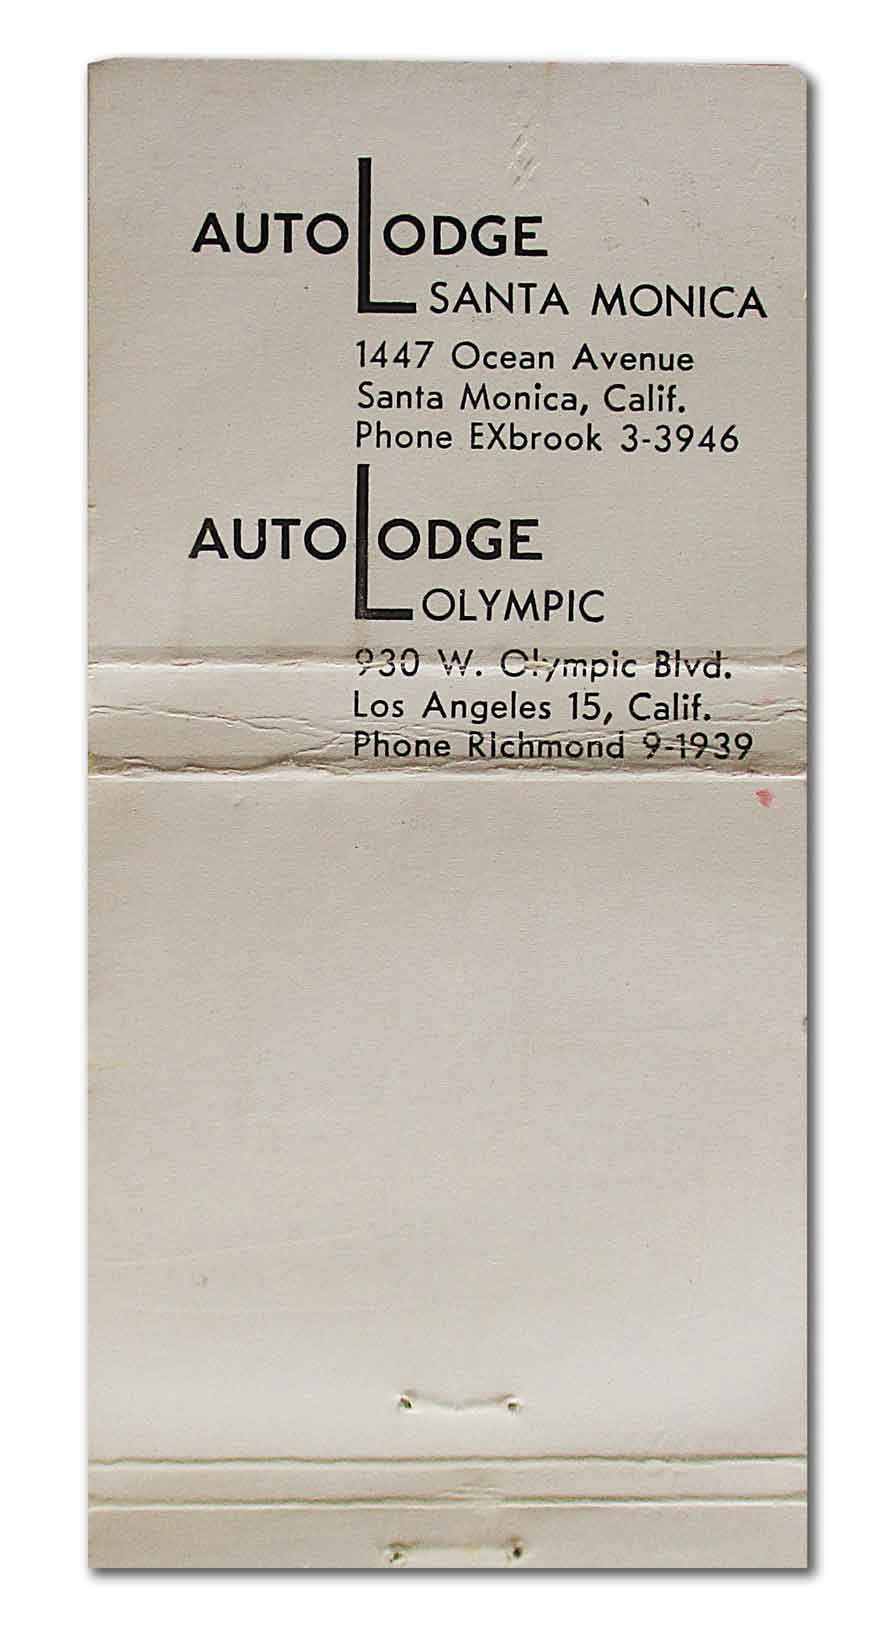 AUTO LODGE
SANTA MONICA
1447 Ocean Avenue
Santa Monica, Calif.
Phone EXbrook 3-3946
AUTO LODGE
OLYMPIC
930 W. Olympic Blvd.
Los Angeles 15, Calif.
Phone RIchmond 9-1939